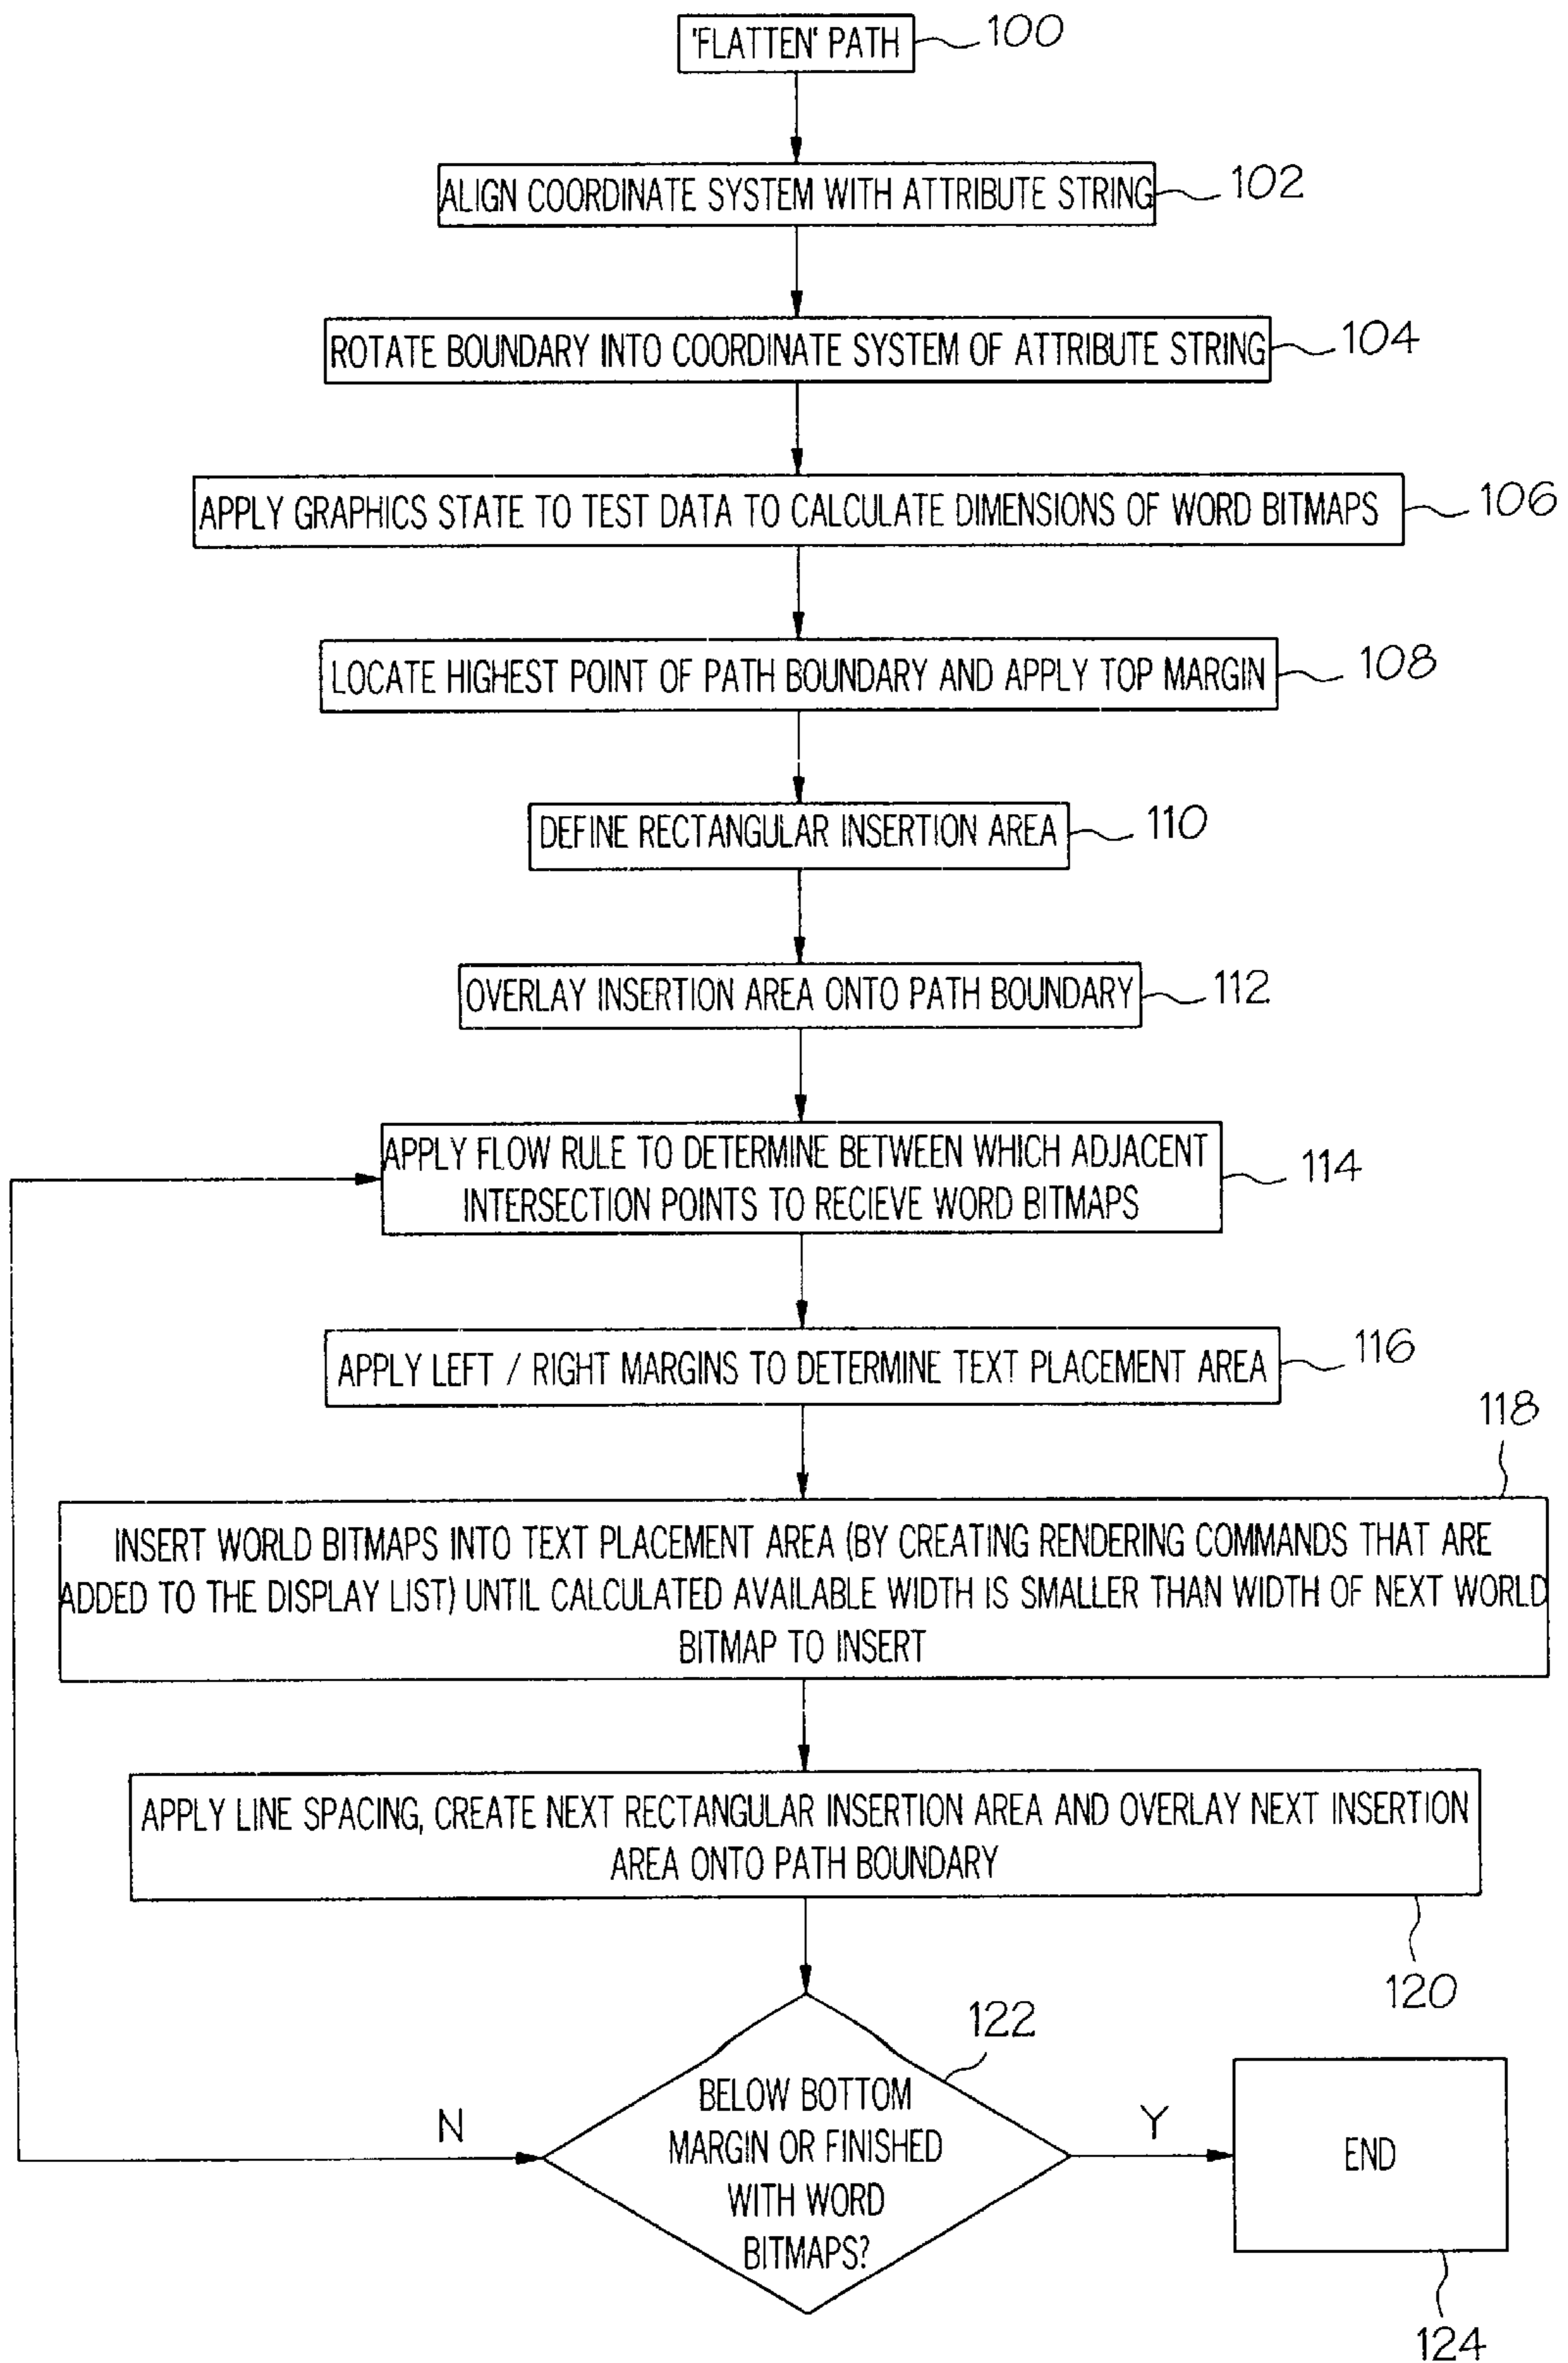 'FLATTEN' PATH
100
ALIGN COORDINATE SYSTEM WITH ATTRIBUTE STRING
102
ROTATE BOUNDARY INTO COORDINATE SYSTEM OF ATTRIBUTE STRING
104
APPLY GRAPHICS STATE TO TEST DATA TO CALCULATE DIMENSIONS OF WORD BITMAPS
106
LOCATE HIGHEST POINT OF PATH BOUNDARY AND APPLY TOP MARGIN
108
DEFINE RECTANGULAR INSERTION AREA
110
OVERLAY INSERTION AREA ONTO PATH BOUNDARY
112
APPLY FLOW RULE TO DETERMINE BETWEEN WHICH ADJACENT
INTERSECTION POINTS TO RECIEVE WORD BITMAPS
114
APPLY LEFT / RIGHT MARGINS TO DETERMINE TEXT PLACEMENT AREA
116
118
INSERT WORLD BITMAPS INTO TEXT PLACEMENT AREA (BY CREATING RENDERING COMMANDS THAT ARE
ADDED TO THE DISPLAY LIST) UNTIL CALCULATED AVAILABLE WIDTH IS SMALLER THAN WIDTH OF NEXT WORLD
BITMAP TO INSERT
APPLY LINE SPACING, CREATE NEXT RECTANGULAR INSERTION AREA AND OVERLAY NEXT INSERTION
AREA ONTO PATH BOUNDARY
120
122
BELOW BOTTOM
MARGIN OR FINISHED
WITH WORD
BITMAPS?
N
Y
END
124